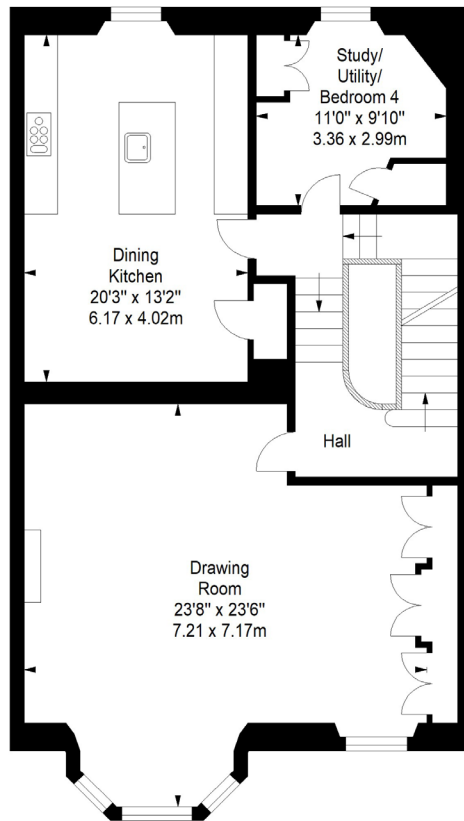 Study/
Utility/
Bedroom 4
11'0" x 9'10"
3.36 x 2.99m
Dining
Kitchen
20'3" x 13'2"
6.17 x 4.02m
Hall
Drawing
Room
23'8" x 23'6"
7.21 x 7.17m